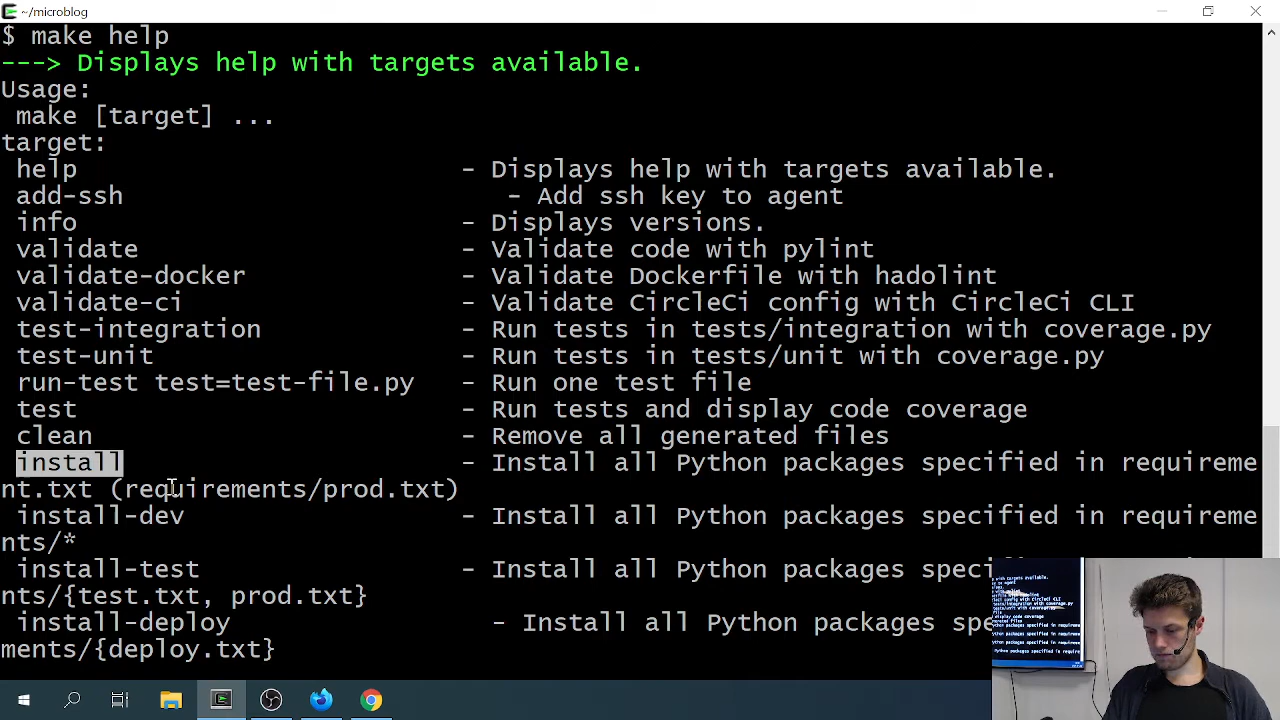 ~/microblog
$ make help
---> Displays help with targets available.
Usage:
make [target] ...
target:
help - Displays help with targets available.
add-ssh - Add ssh key to agent
info - Displays versions.
validate - Validate code with pylint
validate-docker - Validate Dockerfile with hadolint
validate-ci - Validate CircleCi config with CircleCi CLI
test-integration - Run tests in tests/integration with coverage.py
test-unit - Run tests in tests/unit with coverage.py
run-test test=test-file.py - Run one test file
test - Run tests and display code coverage
clean - Remove all generated files
install - Install all Python packages specified in requireme
nt.txt (requirements/prod.txt)
install-dev - Install all Python packages specified in requireme
nts/*
install-test - Install all Python packages speci
nts/{test.txt, prod.txt}
install-deploy - Install all Python packages spe
ments/{deploy.txt}